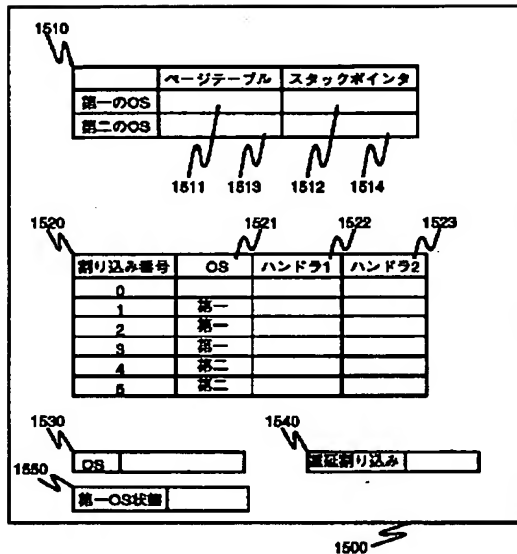 1510
ページテーブル スタックポインタ
第一のOS
第二のOS
1511 1513 1512 1514
1520 1521 1522 1523
割り込み番号 OS ハンドラ1 ハンドラ2
0
1 第一
2 第一
3 第一
4 第二
5 第二
1530 1540
OS 遅延割り込み
1550
第一OS状態
1500